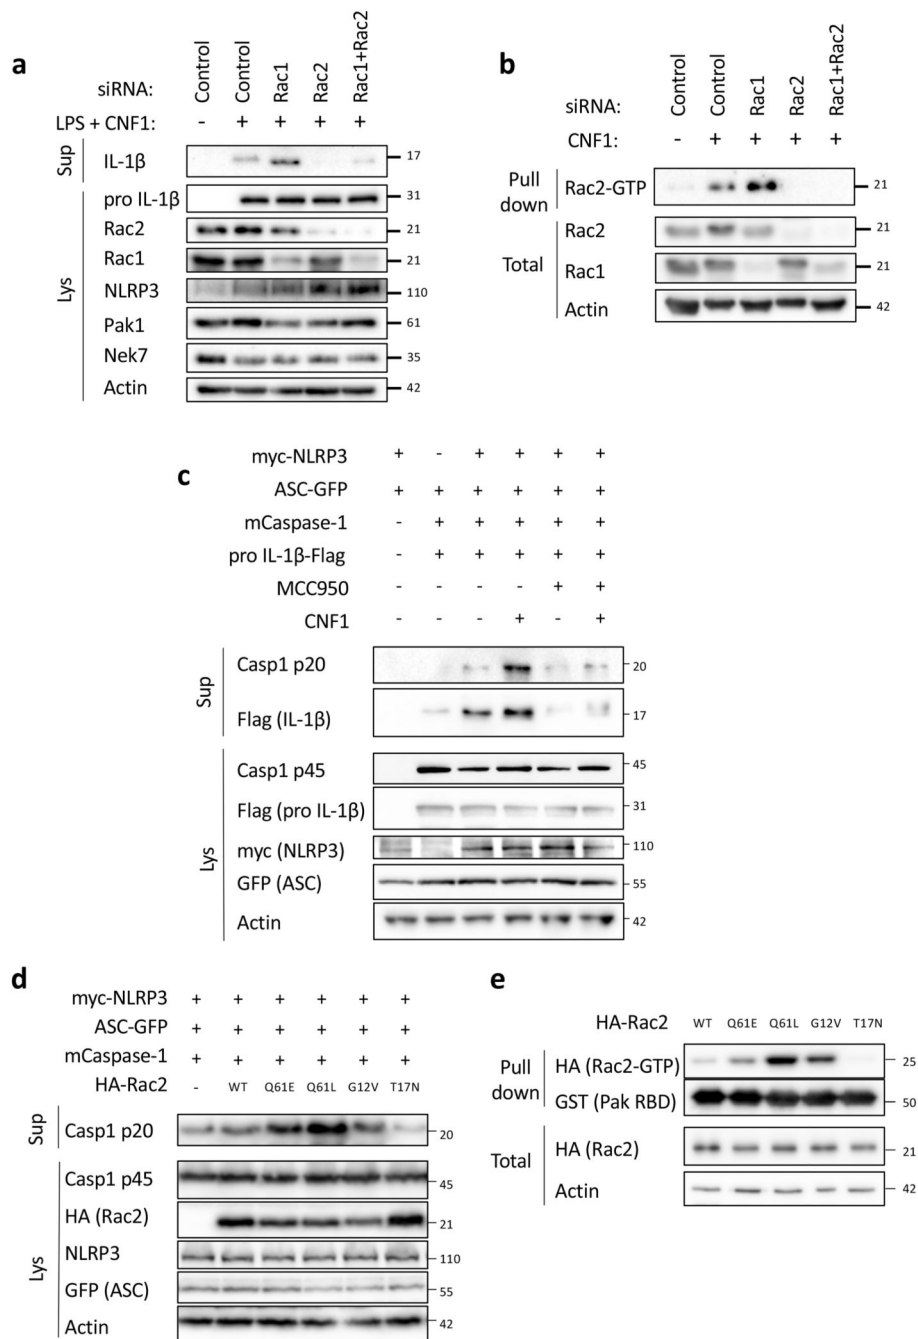 a
siRNA: Control Control Rac1 Rac2 Rac1+Rac2
LPS + CNF1: - + + + +
Sup
IL-1β 17
Lys
pro IL-1β 31
Rac2 21
Rac1 21
NLRP3 110
Pak1 61
Nek7 35
Actin 42
b
siRNA: Control Control Rac1 Rac2 Rac1+Rac2
CNF1: - + + + +
Pull down
Rac2-GTP 21
Total
Rac2 21
Rac1 21
Actin 42
c
myc-NLRP3 + - + + + +
ASC-GFP + + + + + +
mCaspase-1 - + + + + +
pro IL-1β-Flag - + + + + +
MCC950 - - - - + +
CNF1 - - - + - +
Sup
Casp1 p20 20
Flag (IL-1β) 17
Lys
Casp1 p45 45
Flag (pro IL-1β) 31
myc (NLRP3) 110
GFP (ASC) 55
Actin 42
d
myc-NLRP3 + + + + + +
ASC-GFP + + + + + +
mCaspase-1 + + + + + +
HA-Rac2 - WT Q61E Q61L G12V T17N
Sup
Casp1 p20 20
Lys
Casp1 p45 45
HA (Rac2) 21
NLRP3 110
GFP (ASC) 55
Actin 42
e
HA-Rac2 WT Q61E Q61L G12V T17N
Pull down
HA (Rac2-GTP) 25
GST (Pak RBD) 50
Total
HA (Rac2) 21
Actin 42